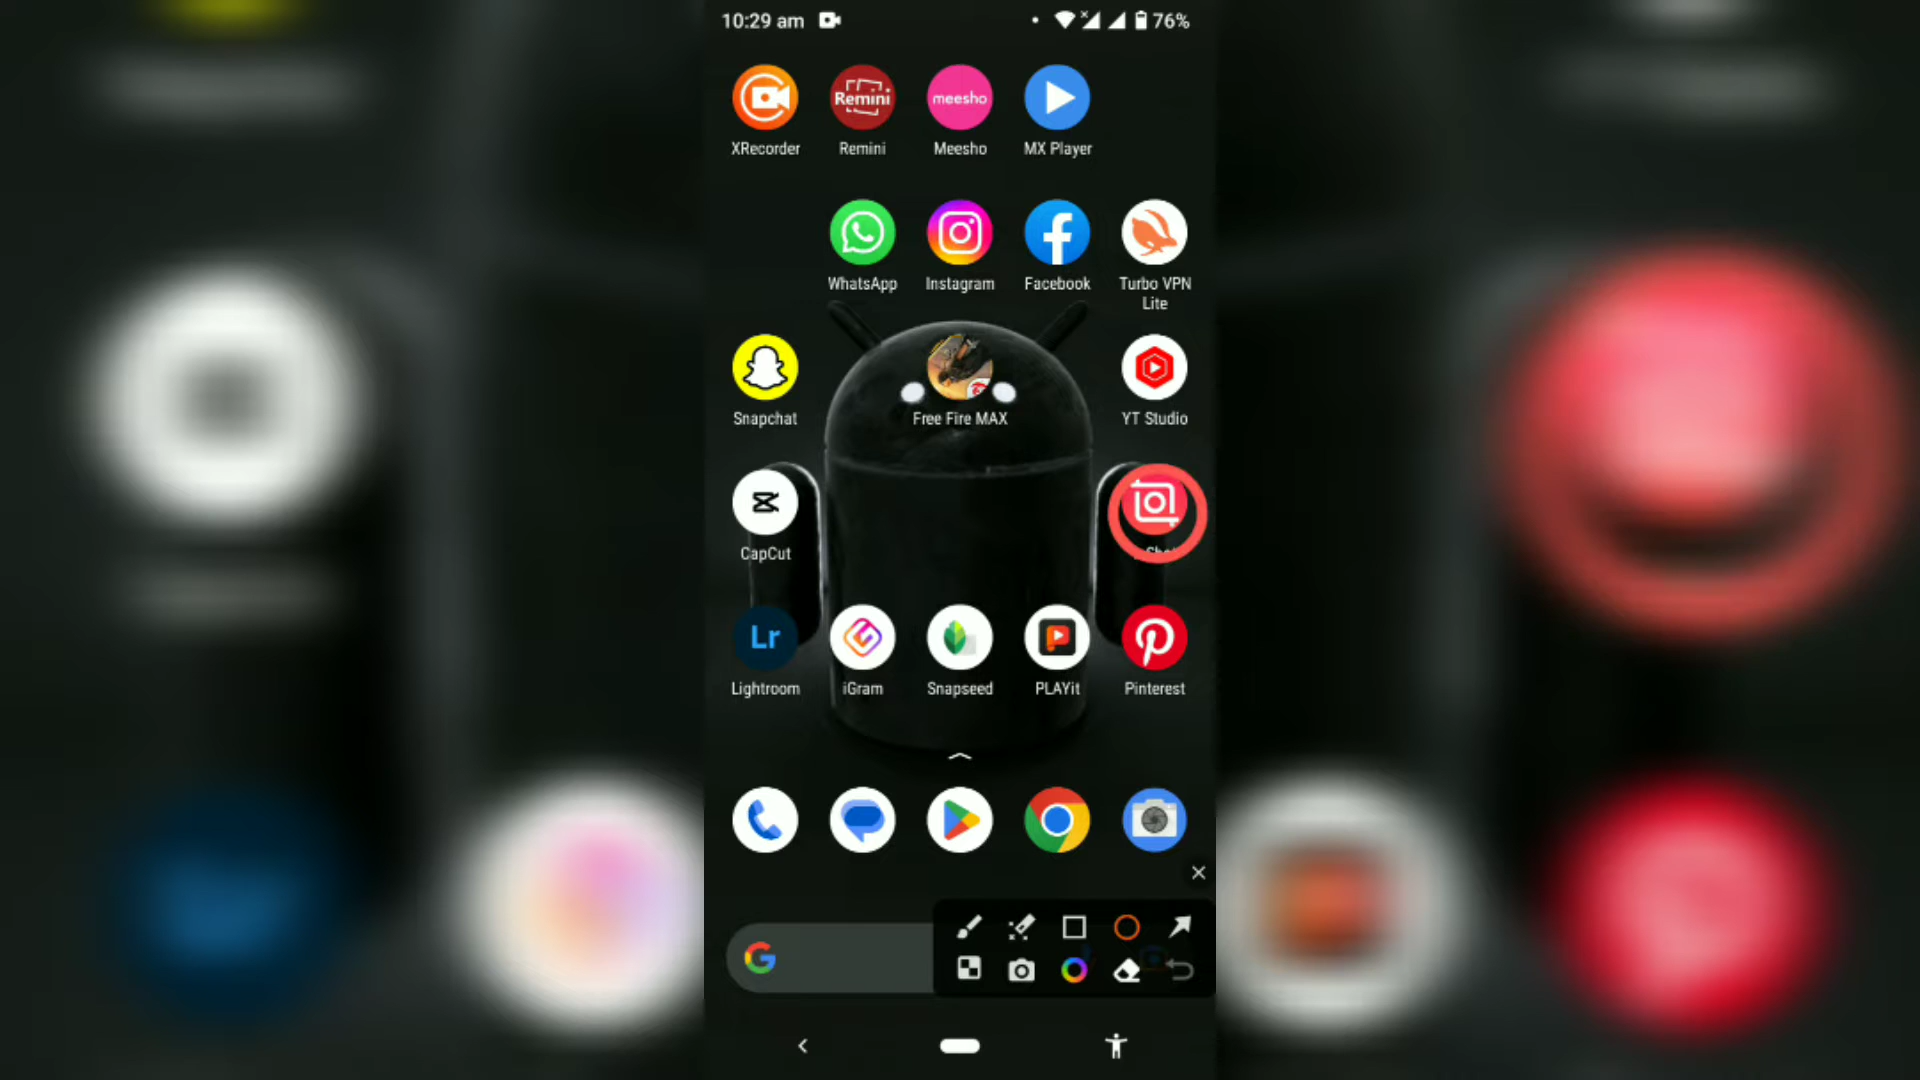 10:29 am 76%
Remini meesho
XRecorder Remini Meesho MX Player
WhatsApp Instagram Facebook Turbo VPN
Lite
Snapchat Free Fire MAX YT Studio
CapCut
Lr
Lightroom iGram Snapseed PLAYit Pinterest